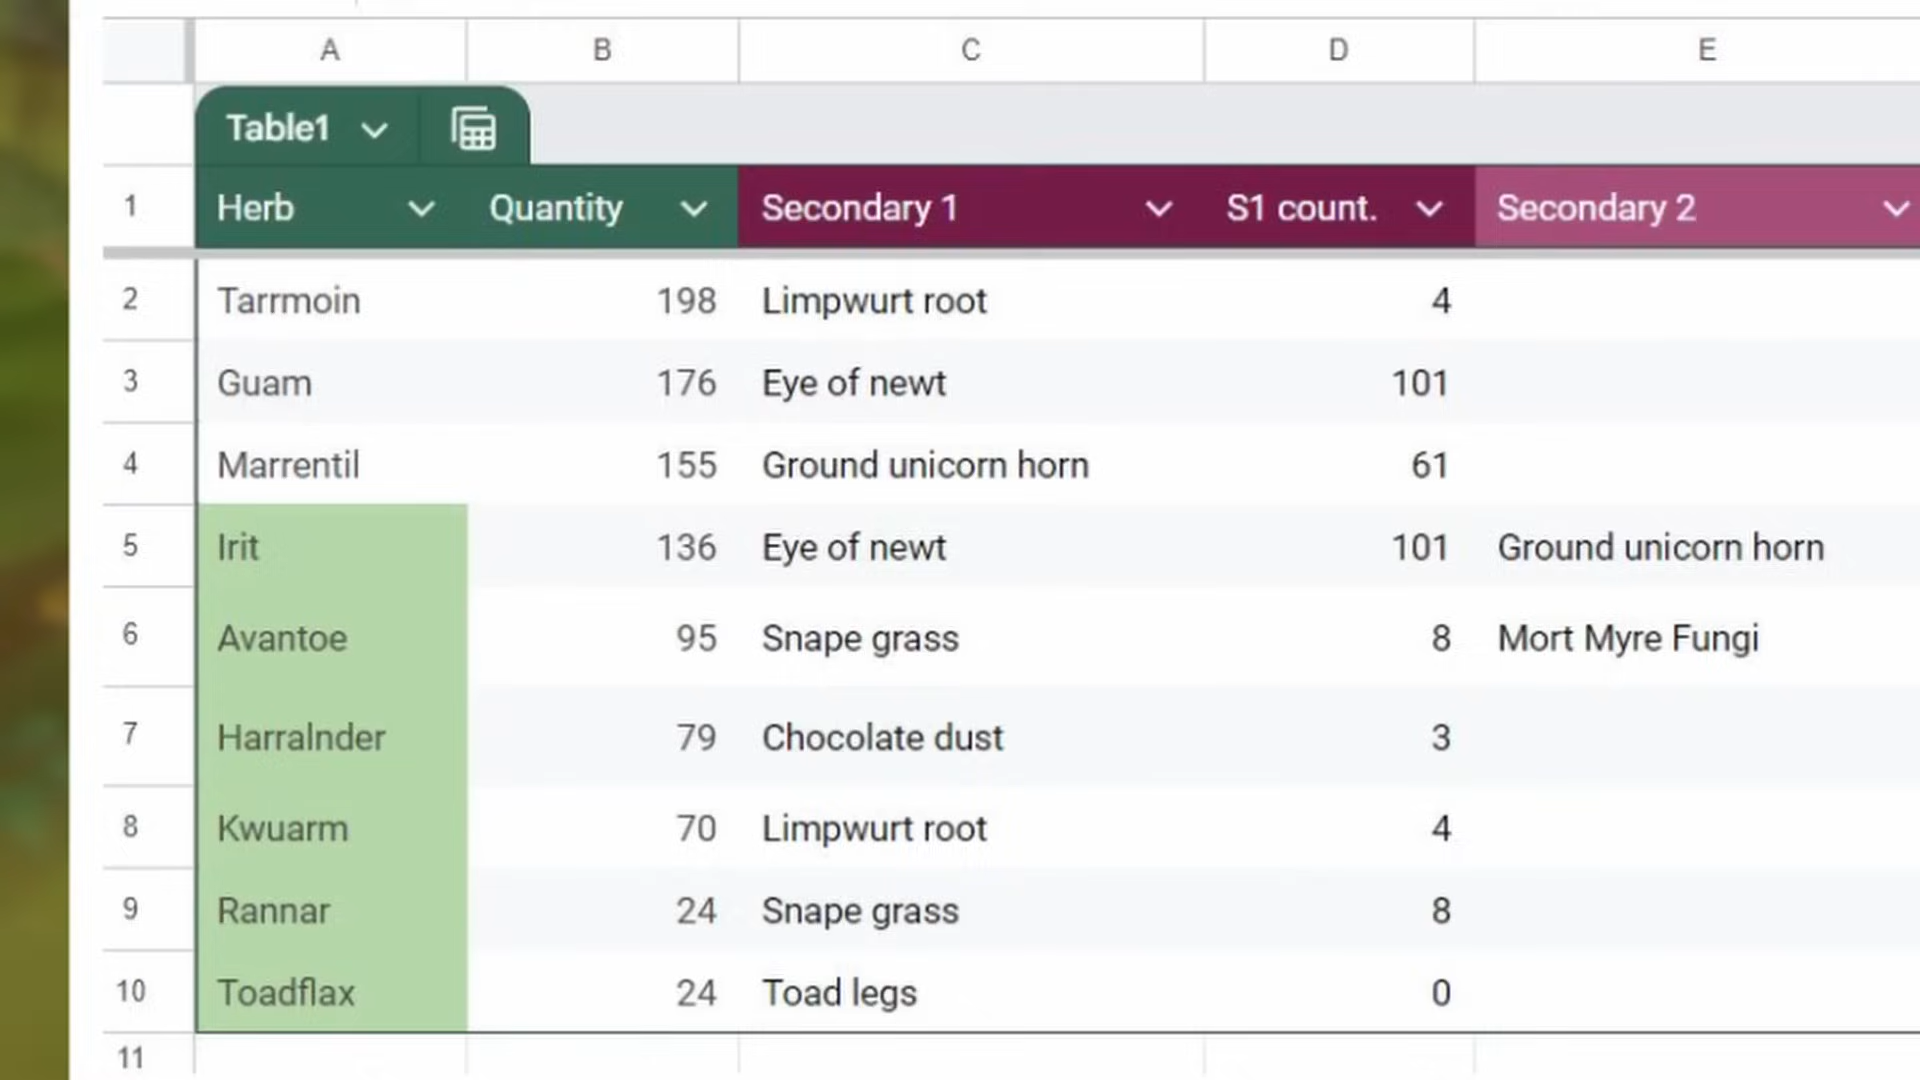 A B C D E
Table1
1 Herb Quantity Secondary 1 S1 count. Secondary 2
2 Tarrmoin 198 Limpwurt root 4
3 Guam 176 Eye of newt 101
4 Marrentil 155 Ground unicorn horn 61
5 Irit 136 Eye of newt 101 Ground unicorn horn
6 Avantoe 95 Snape grass 8 Mort Myre Fungi
7 Harralnder 79 Chocolate dust 3
8 Kwuarm 70 Limpwurt root 4
9 Rannar 24 Snape grass 8
10 Toadflax 24 Toad legs 0
11